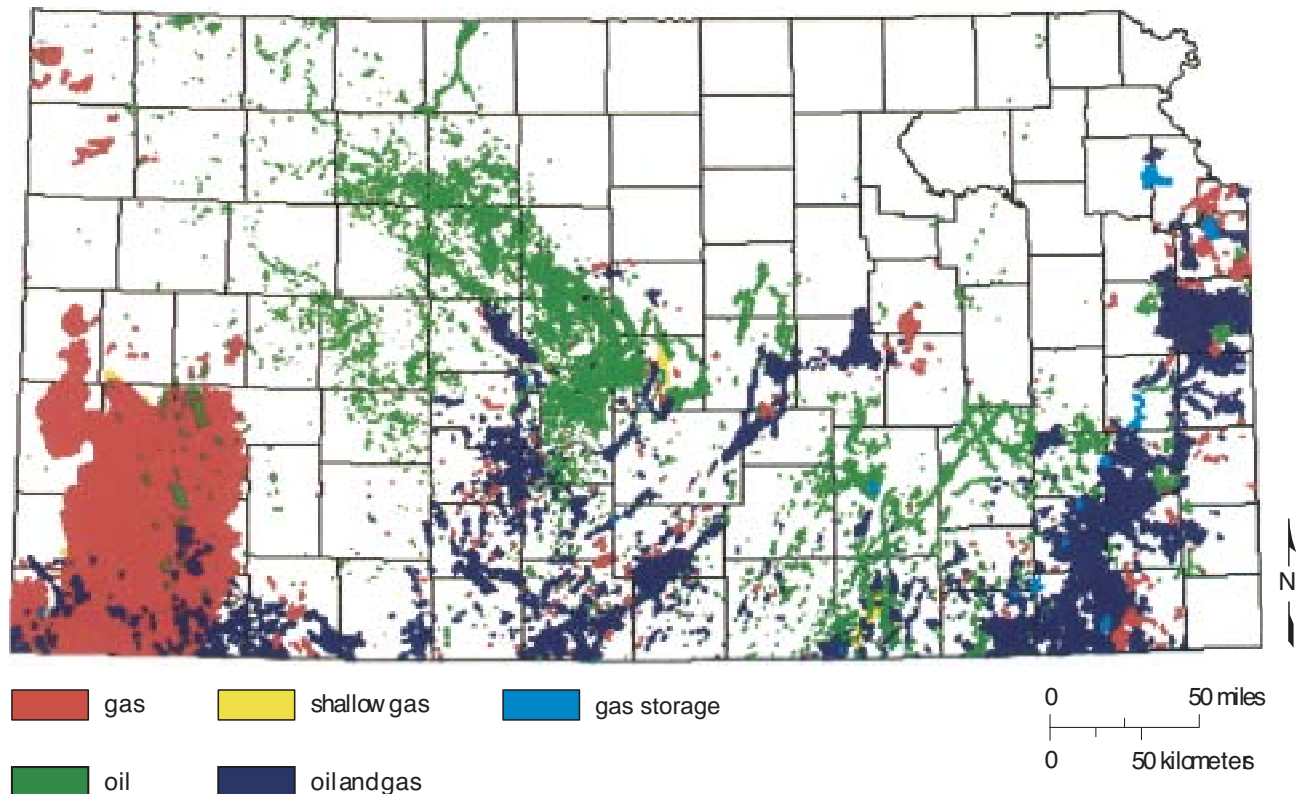 N
gas
shallow gas
gas storage
0 50 miles
0 50 kilometers
oil
oil and gas